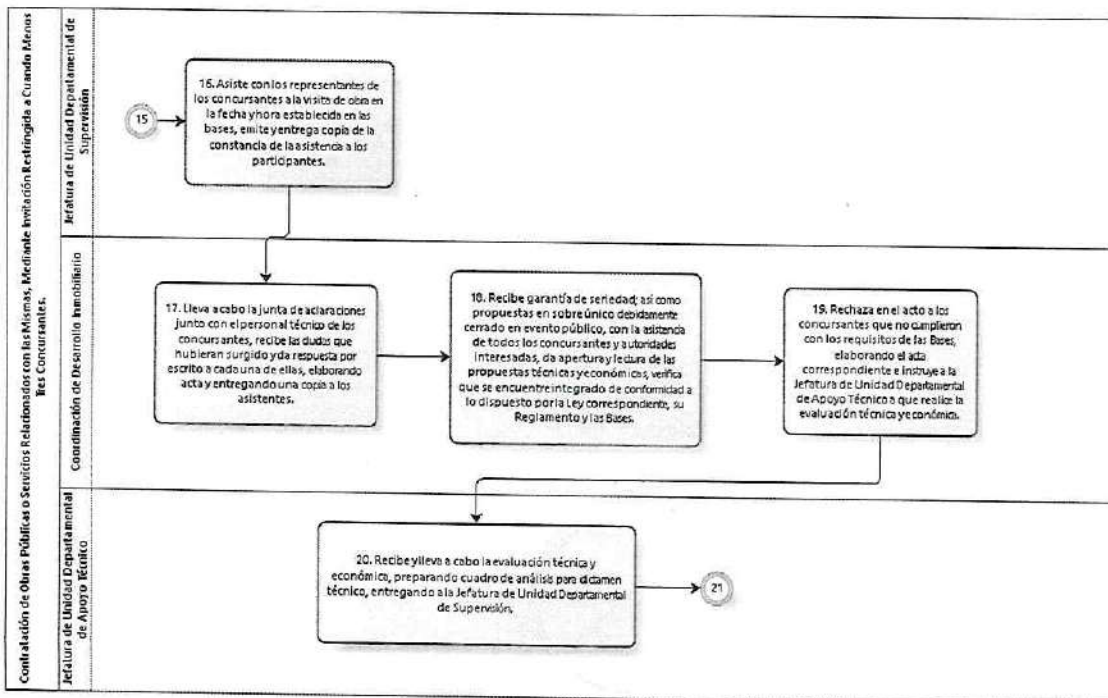 Contratación de Obras Públicas o Servicios Relacionados con las Mismas, Mediante Invitación Restringida a Cuando Menos
Tres Concursantes.
Jefatura de Unidad Departamental de
Supervisión
15
16. Asiste con los representantes de
los concursantes a la visita de obra en
la fecha y hora establecida en las
bases, emite y entrega copia de la
constancia de la asistencia a los
participantes.
Coordinación de Desarrollo Inmobiliario
17. Lleva a cabo la junta de aclaraciones
junto con el personal técnico de los
concursantes, recibe las dudas que
hubieran surgido y da respuesta por
escrito a cada una de ellas, elaborando
acta y entregando una copia a los
asistentes.
18. Recibe garantía de seriedad; así como
propuestas en sobre único debidamente
cerrado en evento público, con la asistencia
de todos los concursantes y autoridades
interesadas, da apertura y lectura de las
propuestas técnicas y económicas, verifica
que se encuentre integrado de conformidad a
lo dispuesto por la Ley correspondiente, su
Reglamento y las Bases.
19. Rechaza en el acto a los
concursantes que no cumplieron
con los requisitos de las Bases,
elaborando el acta
correspondiente e instruye a la
Jefatura de Unidad Departamental
de Apoyo Técnico a que realice la
evaluación técnica y económica.
Jefatura de Unidad Departamental
de Apoyo Técnico
20. Recibe y lleva a cabo la evaluación técnica y
económica, preparando cuadro de análisis para dictamen
técnico, entregando a la Jefatura de Unidad Departamental
de Supervisión.
21